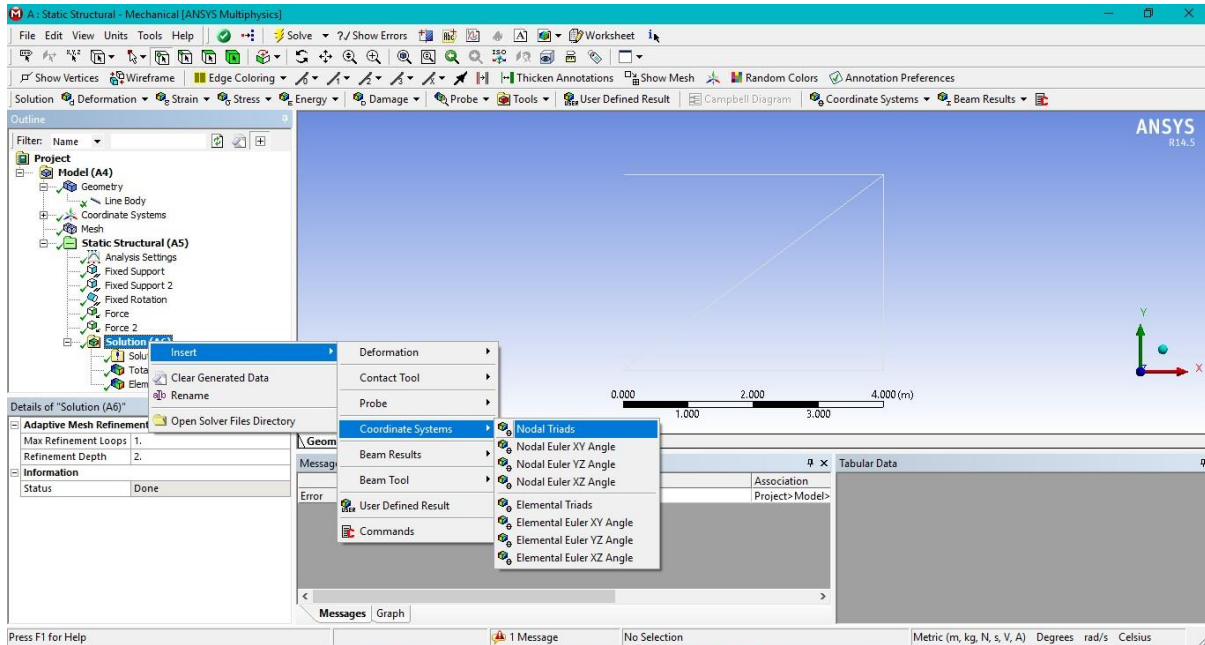 A : Static Structural - Mechanical [ANSYS Multiphysics]
File Edit View Units Tools Help Solve ?/ Show Errors Worksheet
Show Vertices Wireframe Edge Coloring Thicken Annotations Show Mesh Random Colors Annotation Preferences
Solution Deformation Strain Stress Energy Damage Probe Tools User Defined Result Campbell Diagram Coordinate Systems Beam Results
Outline
Filter: Name
Project
Model (A4)
Geometry
Line Body
Coordinate Systems
Mesh
Static Structural (A5)
Analysis Settings
Fixed Support
Fixed Support 2
Fixed Rotation
Force
Force 2
Solution (A6)
Solu
Tota
Elem
Insert
Clear Generated Data
Rename
Open Solver Files Directory
Deformation
Contact Tool
Probe
Coordinate Systems
Beam Results
Beam Tool
User Defined Result
Commands
Nodal Triads
Nodal Euler XY Angle
Nodal Euler YZ Angle
Nodal Euler XZ Angle
Elemental Triads
Elemental Euler XY Angle
Elemental Euler YZ Angle
Elemental Euler XZ Angle
ANSYS
R14.5
Y
X
0.000 2.000 4.000 (m)
1.000 3.000
Details of "Solution (A6)"
Adaptive Mesh Refinement
Max Refinement Loops 1.
Refinement Depth 2.
Information
Status Done
Geom
Messag
Association
Error Project>Model>
Tabular Data
Messages Graph
Press F1 for Help 1 Message No Selection Metric (m, kg, N, s, V, A) Degrees rad/s Celsius